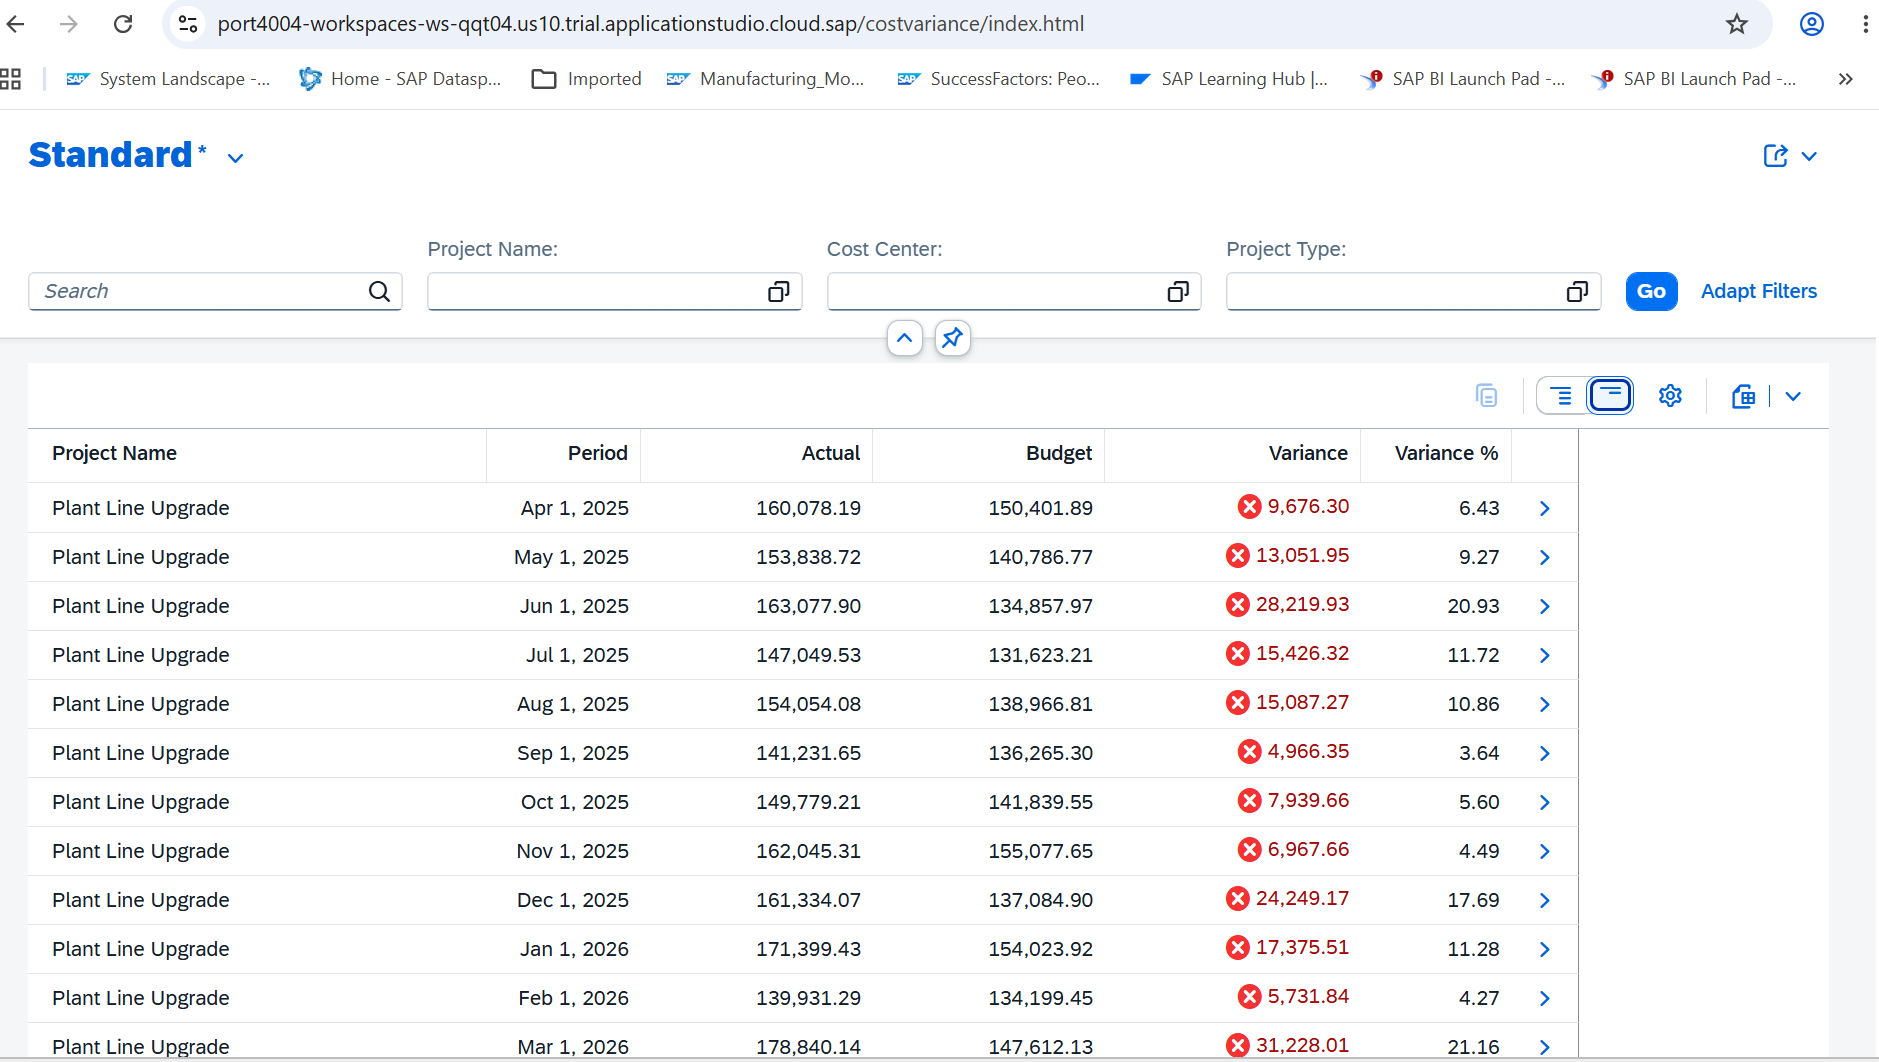 port4004-workspaces-ws-qqt04.us10.trial.applicationstudio.cloud.sap/costvariance/index.html
SAP System Landscape -... Home - SAP Datasp... Imported SAP Manufacturing_Mo... SAP SuccessFactors: Peo... SAP Learning Hub |... SAP BI Launch Pad -... SAP BI Launch Pad -...
Standard *
Project Name: Cost Center: Project Type:
Search Go Adapt Filters
Project Name Period Actual Budget Variance Variance %
Plant Line Upgrade Apr 1, 2025 160,078.19 150,401.89 9,676.30 6.43
Plant Line Upgrade May 1, 2025 153,838.72 140,786.77 13,051.95 9.27
Plant Line Upgrade Jun 1, 2025 163,077.90 134,857.97 28,219.93 20.93
Plant Line Upgrade Jul 1, 2025 147,049.53 131,623.21 15,426.32 11.72
Plant Line Upgrade Aug 1, 2025 154,054.08 138,966.81 15,087.27 10.86
Plant Line Upgrade Sep 1, 2025 141,231.65 136,265.30 4,966.35 3.64
Plant Line Upgrade Oct 1, 2025 149,779.21 141,839.55 7,939.66 5.60
Plant Line Upgrade Nov 1, 2025 162,045.31 155,077.65 6,967.66 4.49
Plant Line Upgrade Dec 1, 2025 161,334.07 137,084.90 24,249.17 17.69
Plant Line Upgrade Jan 1, 2026 171,399.43 154,023.92 17,375.51 11.28
Plant Line Upgrade Feb 1, 2026 139,931.29 134,199.45 5,731.84 4.27
Plant Line Upgrade Mar 1, 2026 178,840.14 147,612.13 31,228.01 21.16